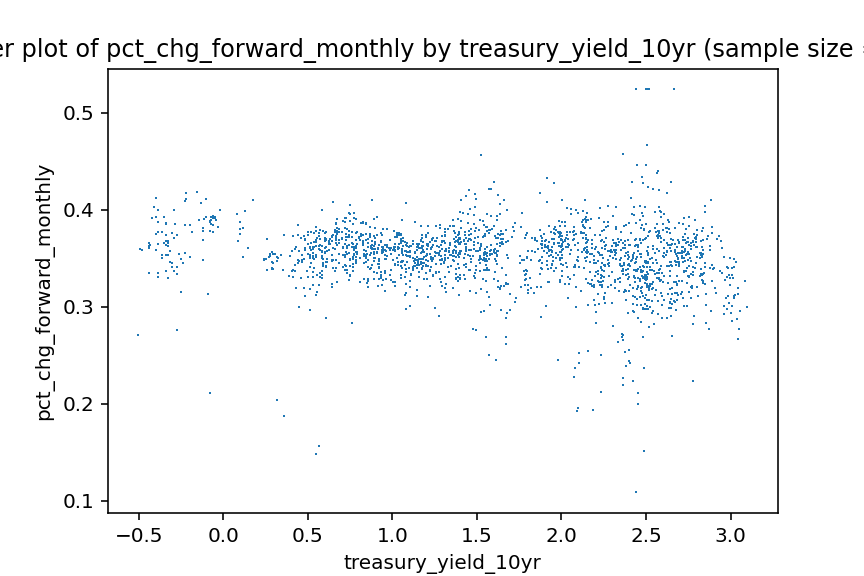 er plot of pct_chg_forward_monthly by treasury_yield_10yr (sample size
pct_chg_forward_monthly
0.5
0.4
0.3
0.2
0.1
−0.5 0.0 0.5 1.0 1.5 2.0 2.5 3.0
treasury_yield_10yr